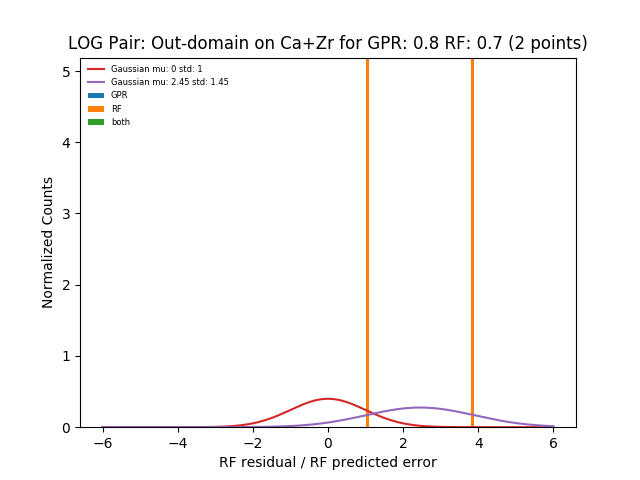 LOG Pair: Out-domain on Ca+Zr for GPR: 0.8 RF: 0.7 (2 points)
Gaussian mu: 0 std: 1
Gaussian mu: 2.45 std: 1.45
GPR
RF
both
5
4
3
2
1
0
Normalized Counts
−6 −4 −2 0 2 4 6
RF residual / RF predicted error